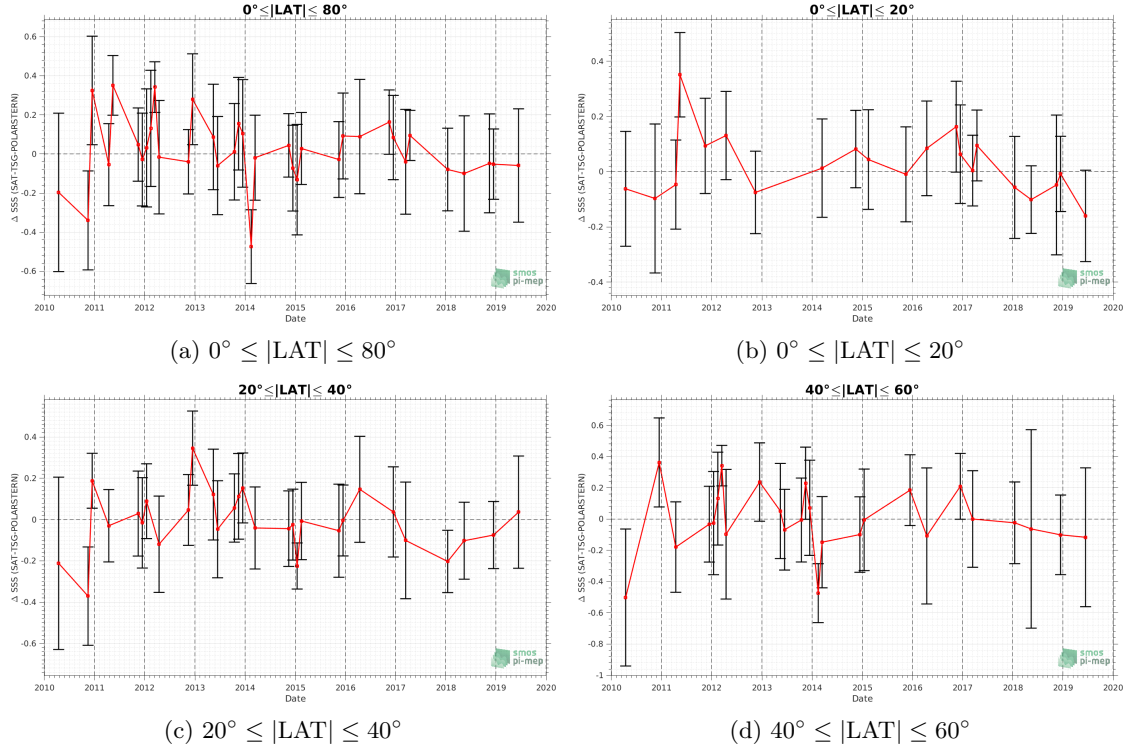 0°≤|LAT|≤ 80°
Δ SSS (SAT-TSG-POLARSTERN)
0.6
0.4
0.2
0
-0.2
-0.4
-0.6
2010 2011 2012 2013 2014 2015 2016 2017 2018 2019 2020
Date
smos
pi-mep
(a) 0° ≤ |LAT| ≤ 80°
0°≤|LAT|≤ 20°
Δ SSS (SAT-TSG-POLARSTERN)
0.4
0.2
0
-0.2
-0.4
2010 2011 2012 2013 2014 2015 2016 2017 2018 2019 2020
Date
smos
pi-mep
(b) 0° ≤ |LAT| ≤ 20°
20°≤|LAT|≤ 40°
Δ SSS (SAT-TSG-POLARSTERN)
0.4
0.2
0
-0.2
-0.4
-0.6
2010 2011 2012 2013 2014 2015 2016 2017 2018 2019 2020
Date
smos
pi-mep
(c) 20° ≤ |LAT| ≤ 40°
40°≤|LAT|≤ 60°
Δ SSS (SAT-TSG-POLARSTERN)
0.6
0.4
0.2
0
-0.2
-0.4
-0.6
-0.8
-1
2010 2011 2012 2013 2014 2015 2016 2017 2018 2019 2020
Date
smos
pi-mep
(d) 40° ≤ |LAT| ≤ 60°